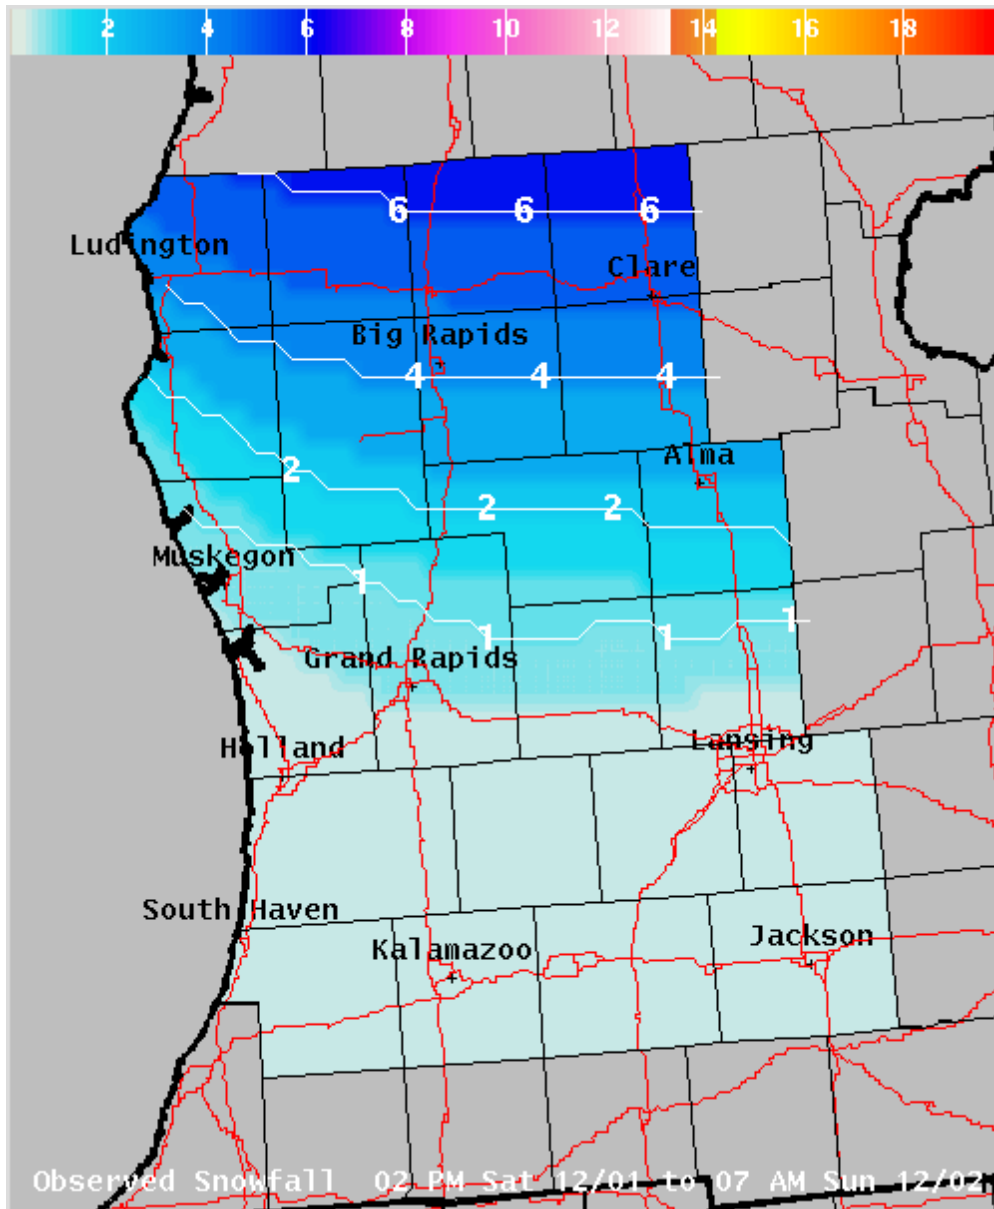 2 4 6 8 10 12 14 16 18
6 6 6
Ludington
Clare
Big Rapids
4 4 4
Alma
2
2 2
Muskegon
1
1 1 1
Grand Rapids
Lansing
Holland
South Haven
Jackson
Kalamazoo
Observed Snowfall 02 PM Sat 12/01 to 07 AM Sun 12/02